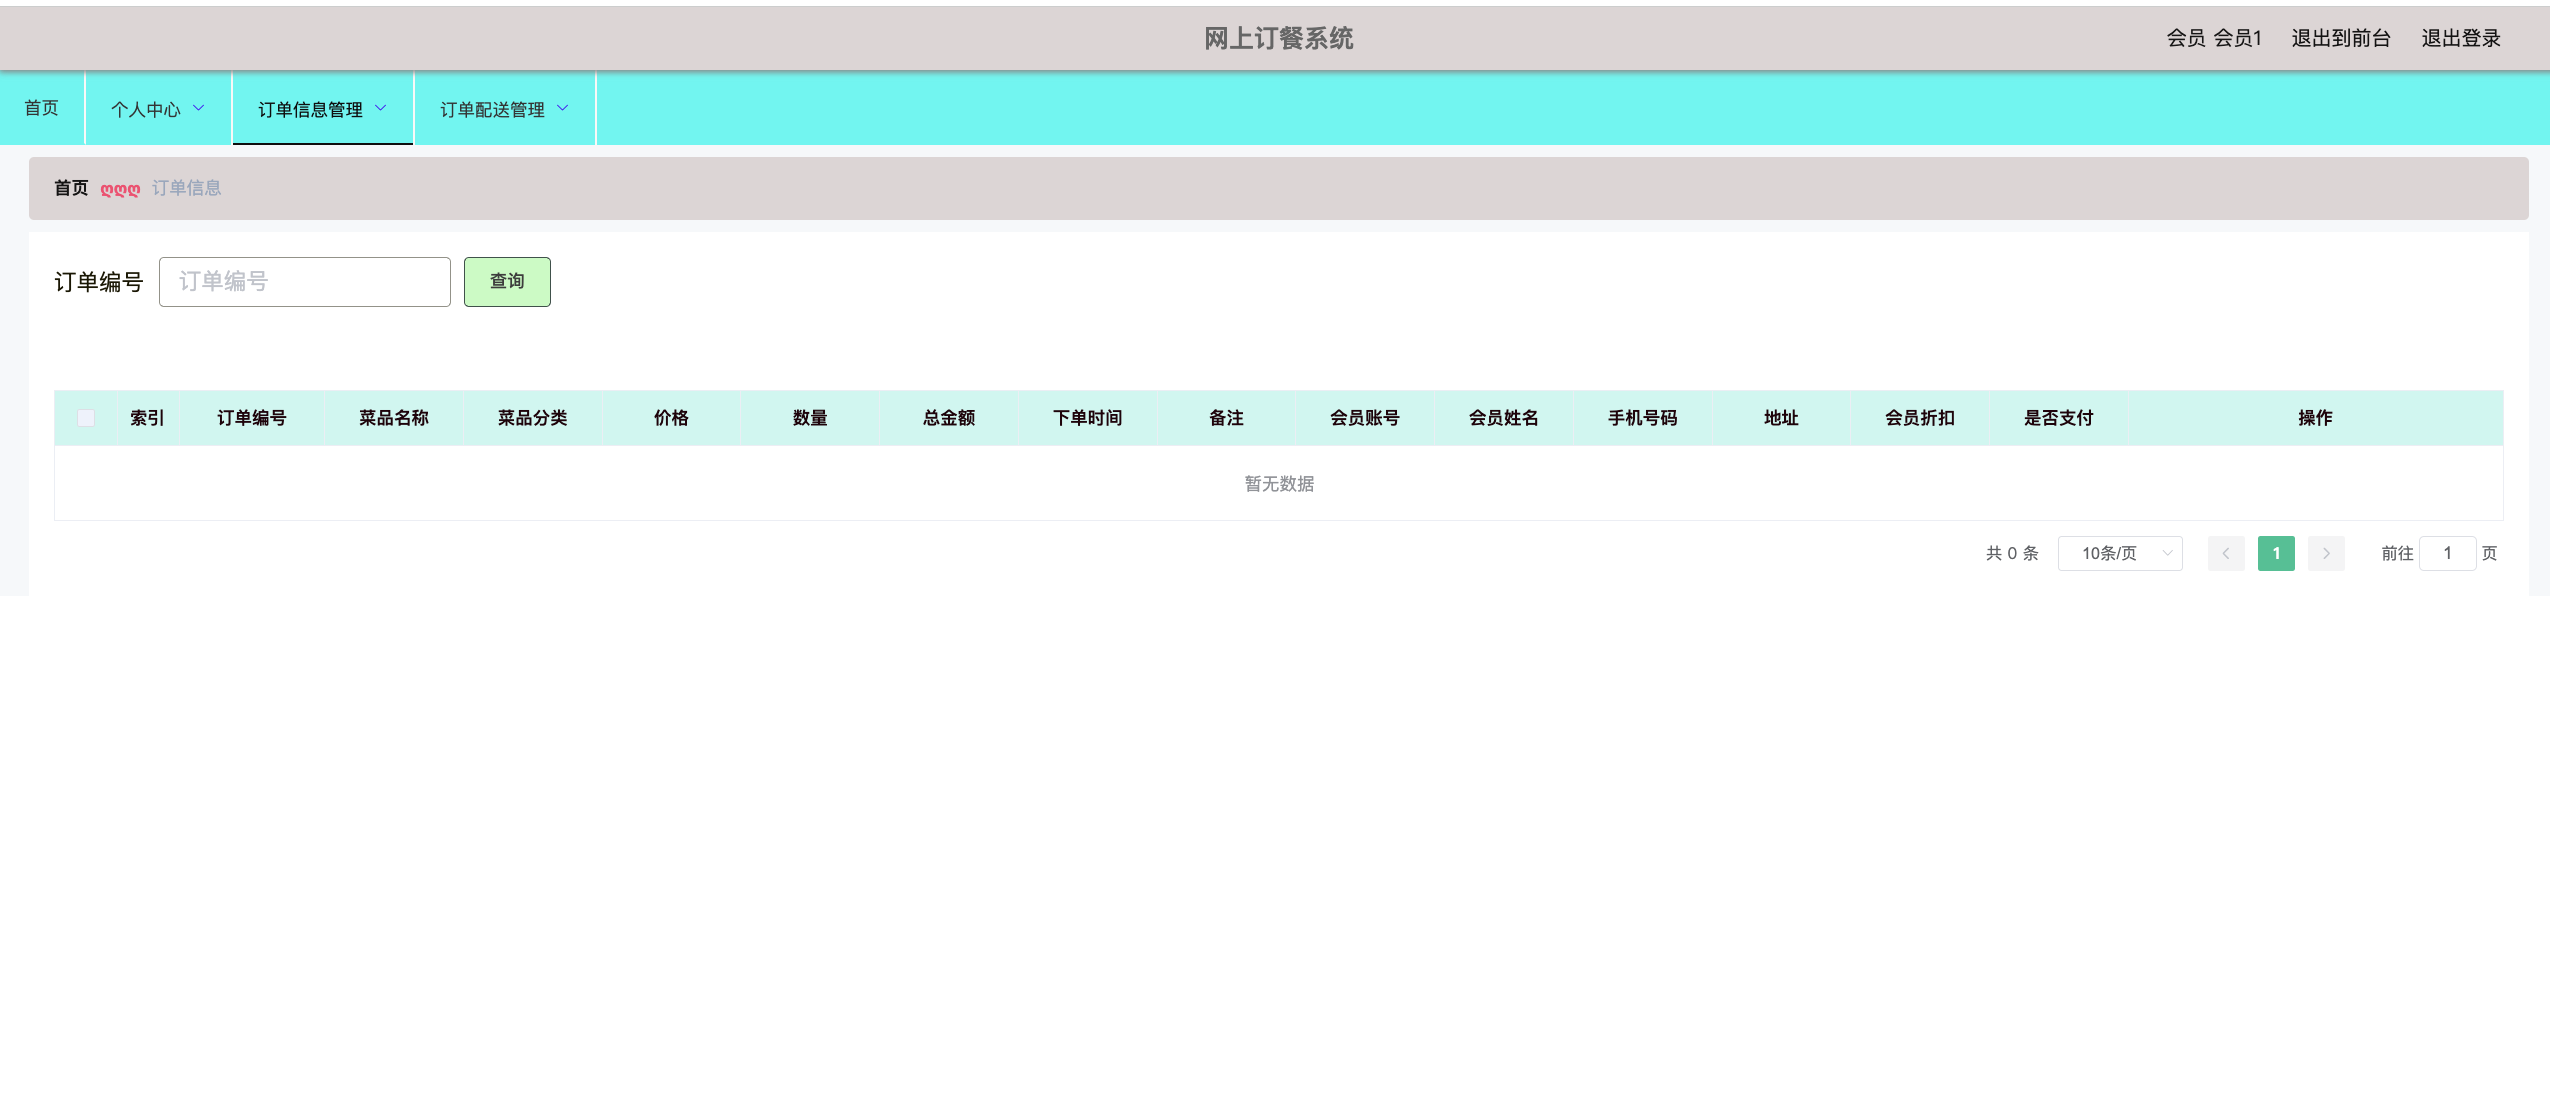 网上订餐系统
会员 会员1 退出到前台 退出登录
首页 个人中心 订单信息管理 订单配送管理
首页 ღღღ 订单信息
订单编号 订单编号 查询
索引 订单编号 菜品名称 菜品分类 价格 数量 总金额 下单时间 备注 会员账号 会员姓名 手机号码 地址 会员折扣 是否支付 操作
暂无数据
共 0 条 10条/页 1 前往 1 页